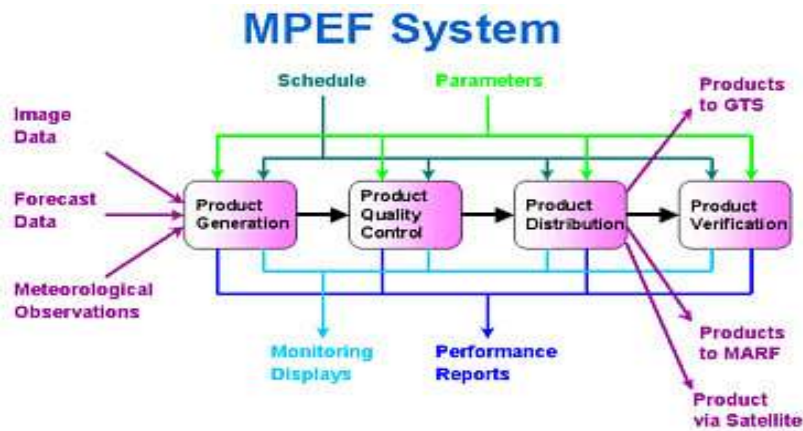 MPEF System
Schedule
Parameters
Products
to GTS
Image
Data
Forecast
Data
Meteorological
Observations
Product
Generation
Product
Quality
Control
Product
Distribution
Product
Verification
Monitoring
Displays
Performance
Reports
Products
to MARF
Product
via Satellite